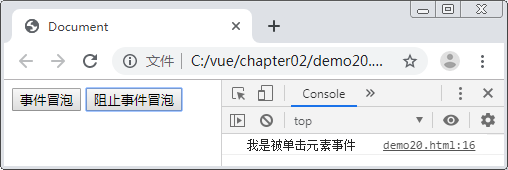 Document
文件 C:/vue/chapter02/demo20....
事件冒泡 阻止事件冒泡
Console
top
我是被单击元素事件 demo20.html:16